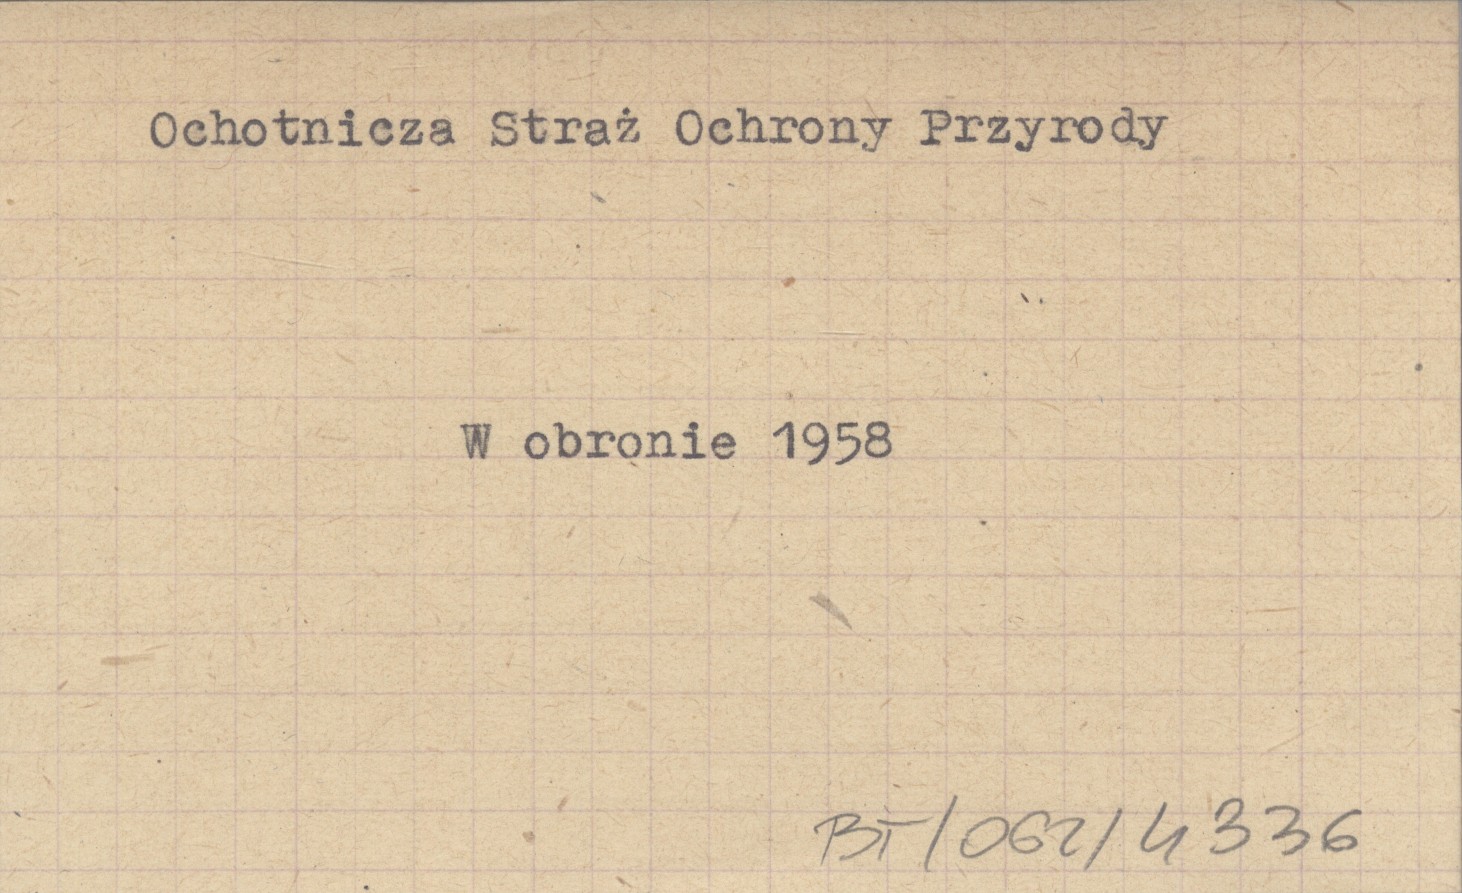 Ochotnicza Straż Ochrony Przyrody
W obronie 1958
BT/062/4336